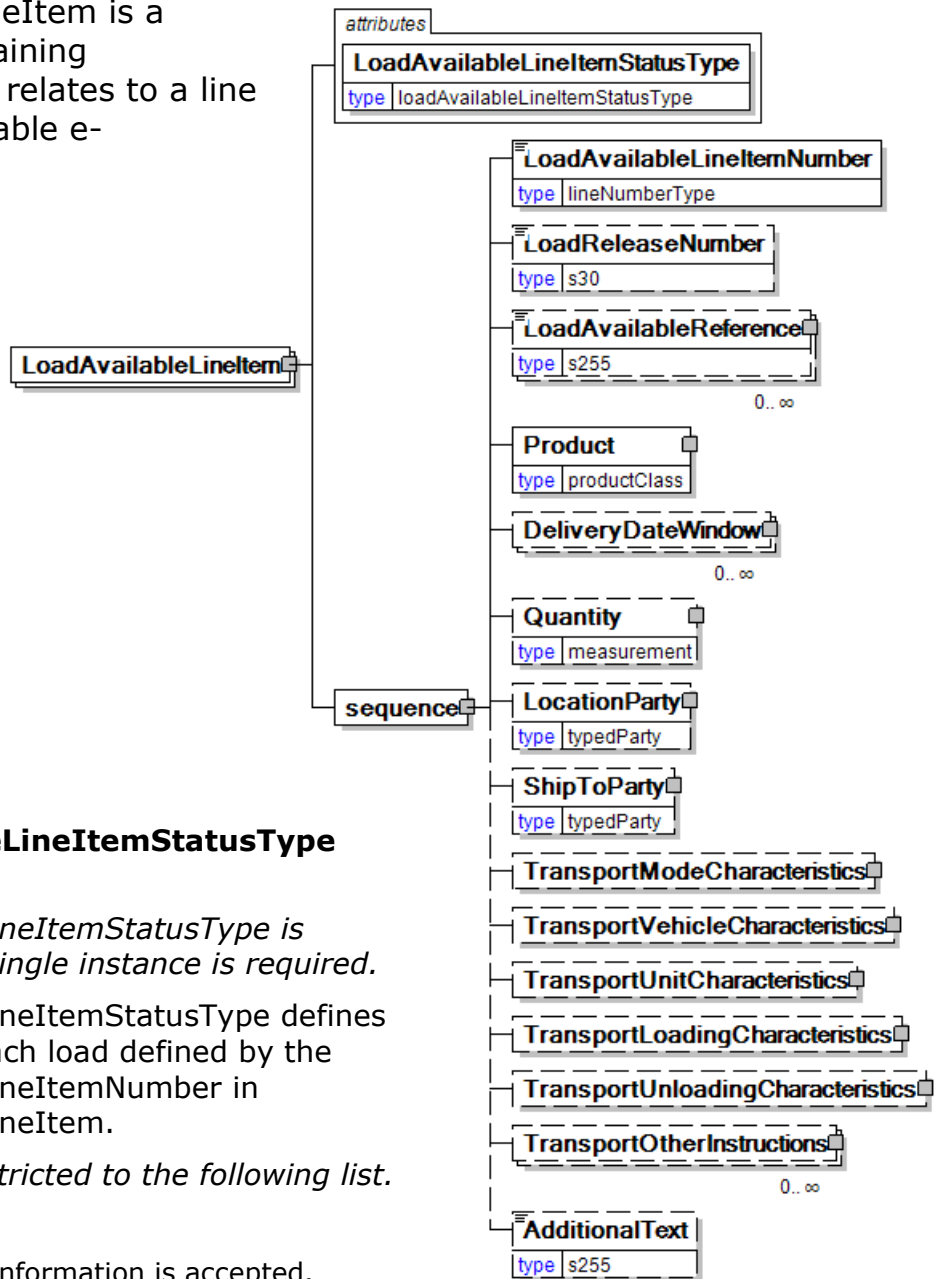 eItem is a
aining
relates to a line
able e-
attributes
LoadAvailableLineItemStatusType
type loadAvailableLineItemStatusType
LoadAvailableLineItemNumber
type lineNumberType
LoadReleaseNumber
type s30
LoadAvailableReference
type s255
0.. ∞
LoadAvailableLineItem
Product
type productClass
DeliveryDateWindow
0.. ∞
Quantity
type measurement
sequence
LocationParty
type typedParty
ShipToParty
type typedParty
TransportModeCharacteristics
TransportVehicleCharacteristics
TransportUnitCharacteristics
TransportLoadingCharacteristics
TransportUnloadingCharacteristics
TransportOtherInstructions
0.. ∞
AdditionalText
type s255
eLineItemStatusType
neItemStatusType is
ingle instance is required.
neItemStatusType defines
ach load defined by the
neItemNumber in
neItem.
tricted to the following list.
nformation is accepted.